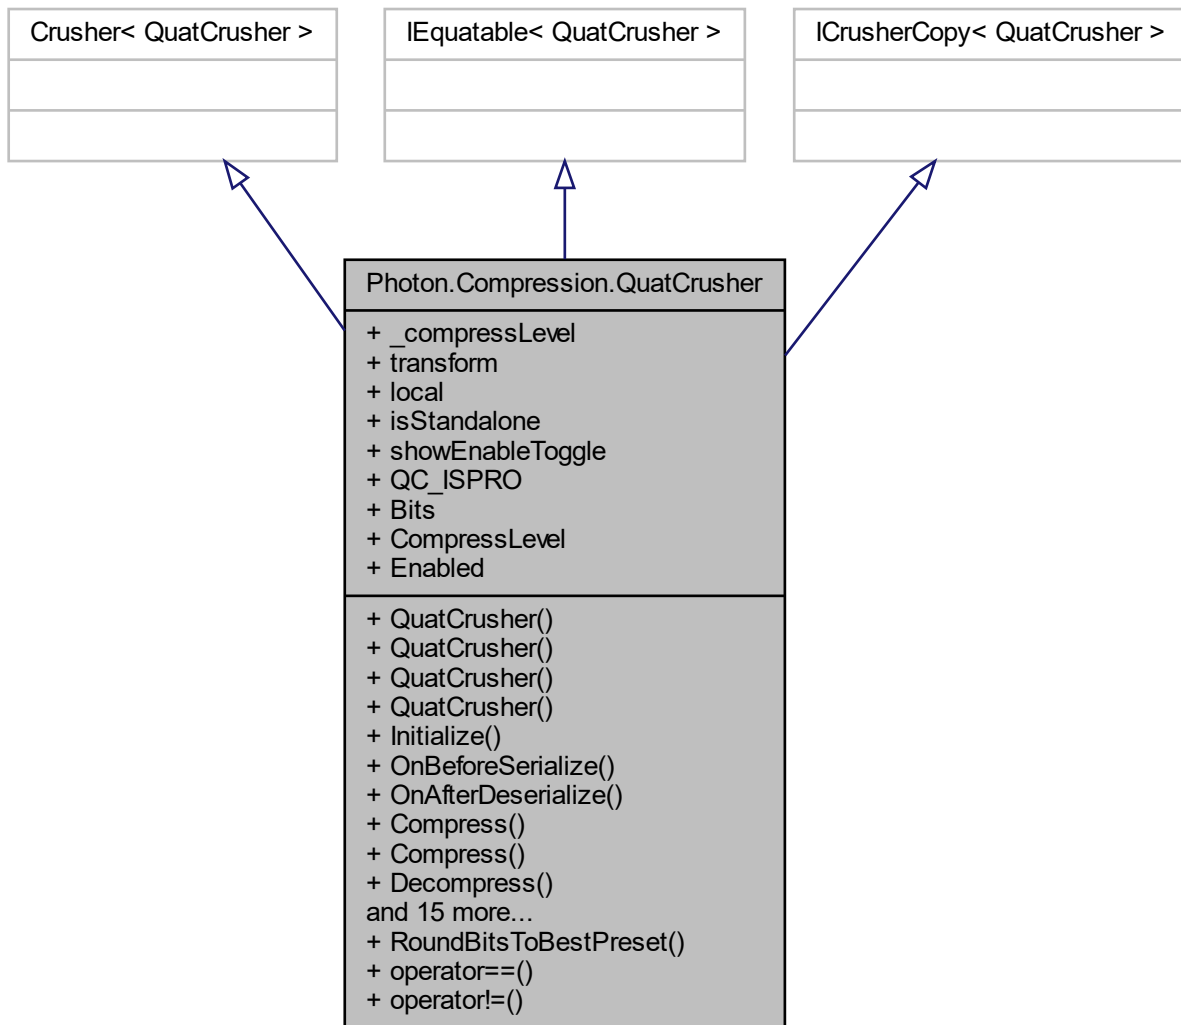 Crusher< QuatCrusher >
IEquatable< QuatCrusher >
ICrusherCopy< QuatCrusher >
Photon.Compression.QuatCrusher
+ _compressLevel
+ transform
+ local
+ isStandalone
+ showEnableToggle
+ QC_ISPRO
+ Bits
+ CompressLevel
+ Enabled
+ QuatCrusher()
+ QuatCrusher()
+ QuatCrusher()
+ QuatCrusher()
+ Initialize()
+ OnBeforeSerialize()
+ OnAfterDeserialize()
+ Compress()
+ Compress()
+ Decompress()
and 15 more...
+ RoundBitsToBestPreset()
+ operator==()
+ operator!=()